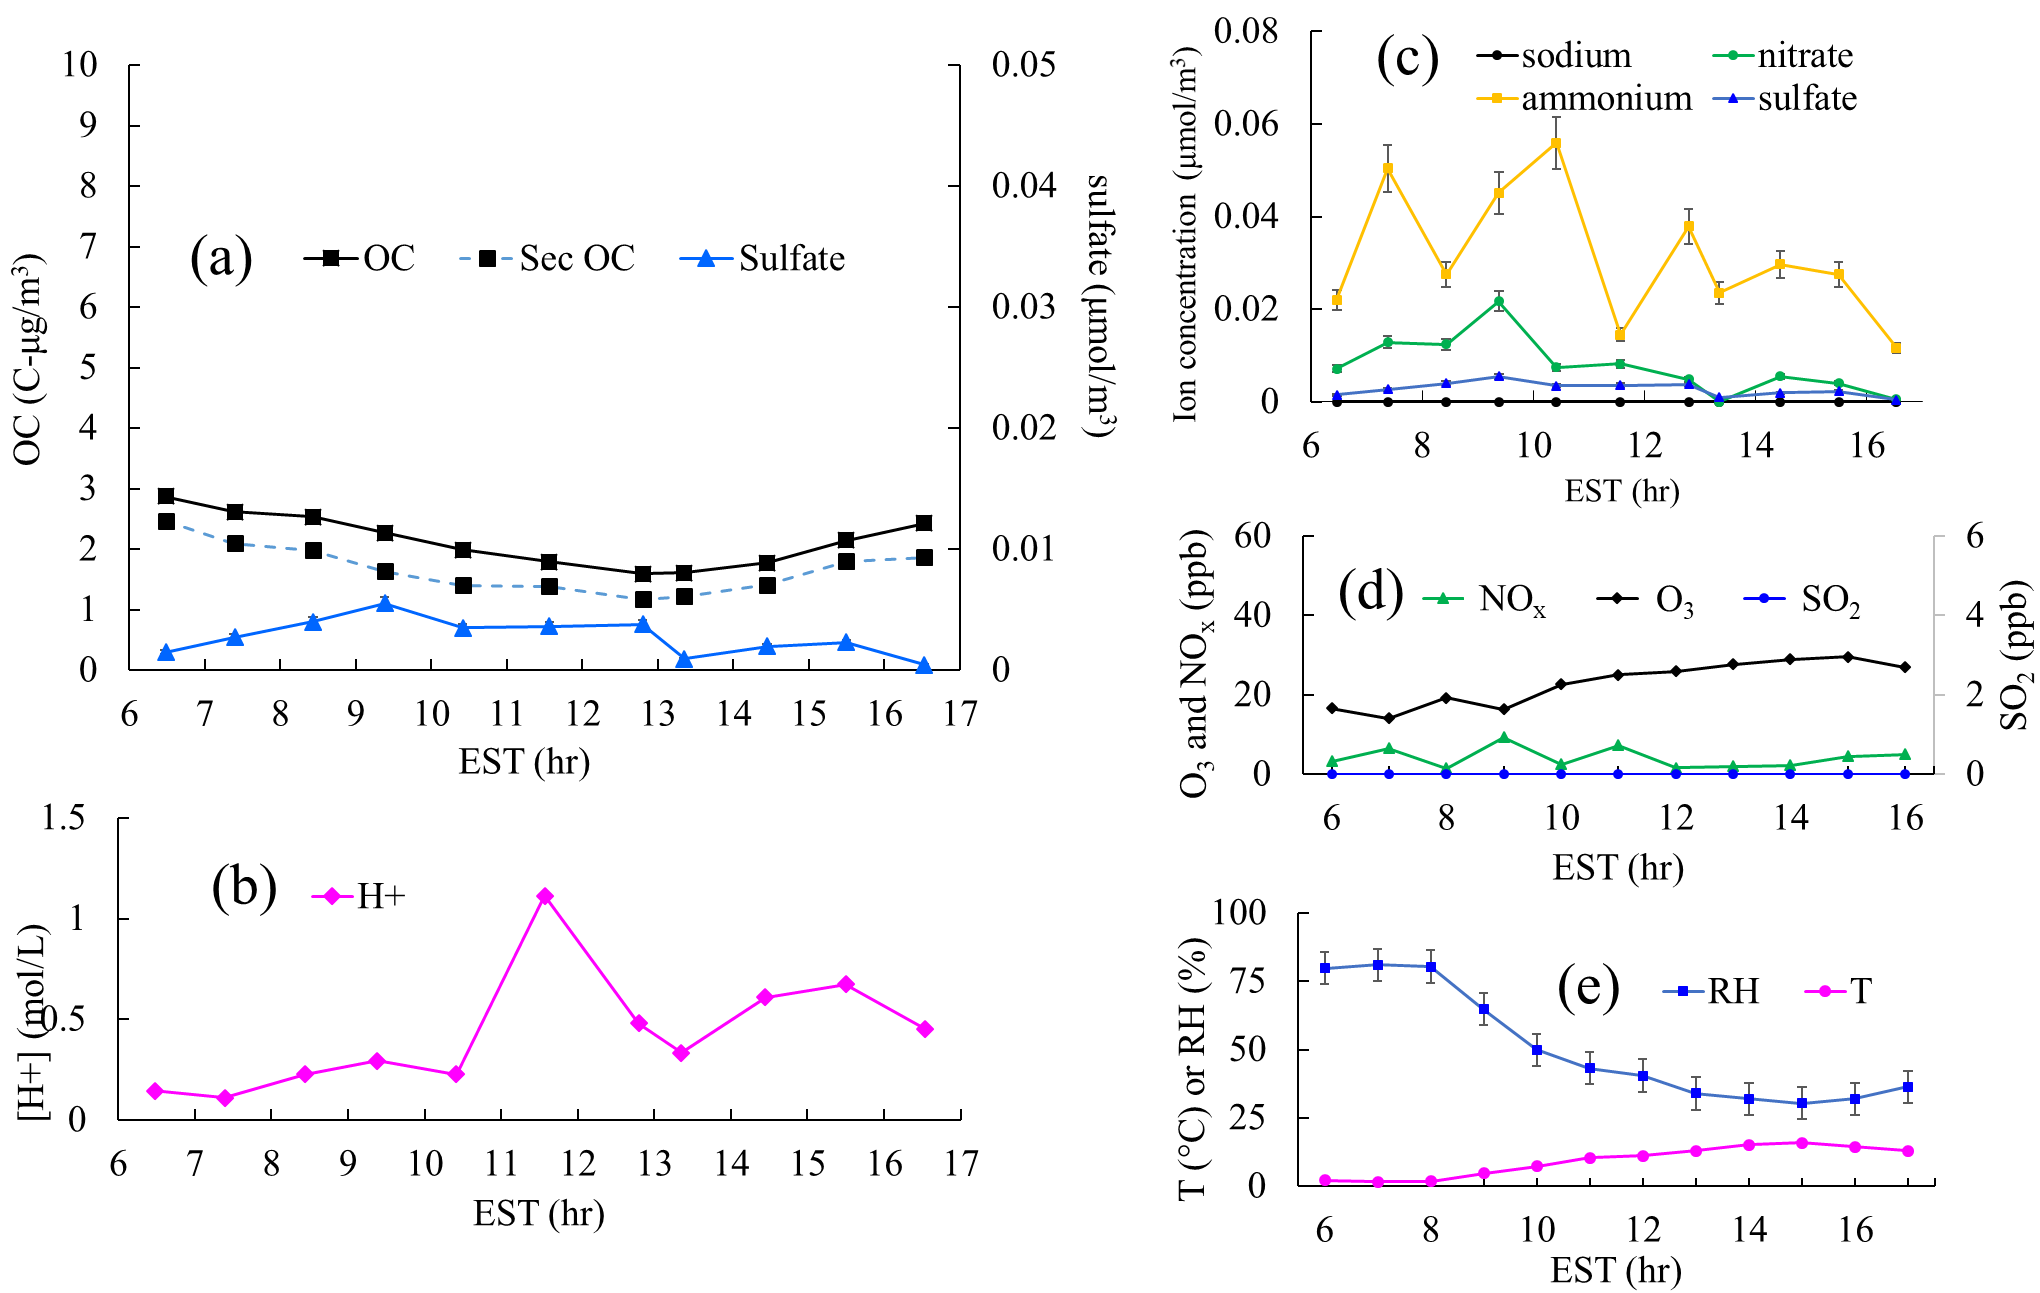 (a)
OC
Sec OC
Sulfate
10
9
8
7
6
5
4
3
2
1
0
0.05
0.04
0.03
0.02
0.01
0
OC (C-μg/m³)
sulfate (μmol/m³)
6 7 8 9 10 11 12 13 14 15 16 17
EST (hr)
(b)
H+
1.5
1
0.5
0
[H+] (mol/L)
6 7 8 9 10 11 12 13 14 15 16 17
EST (hr)
(c)
sodium
nitrate
ammonium
sulfate
0.08
0.06
0.04
0.02
0
Ion concentration (μmol/m³)
6 8 10 12 14 16
EST (hr)
(d)
NOx
O3
SO2
60
40
20
0
6
4
2
0
O3 and NOx (ppb)
SO2 (ppb)
6 8 10 12 14 16
EST (hr)
(e)
RH
T
100
75
50
25
0
T (°C) or RH (%)
6 8 10 12 14 16
EST (hr)